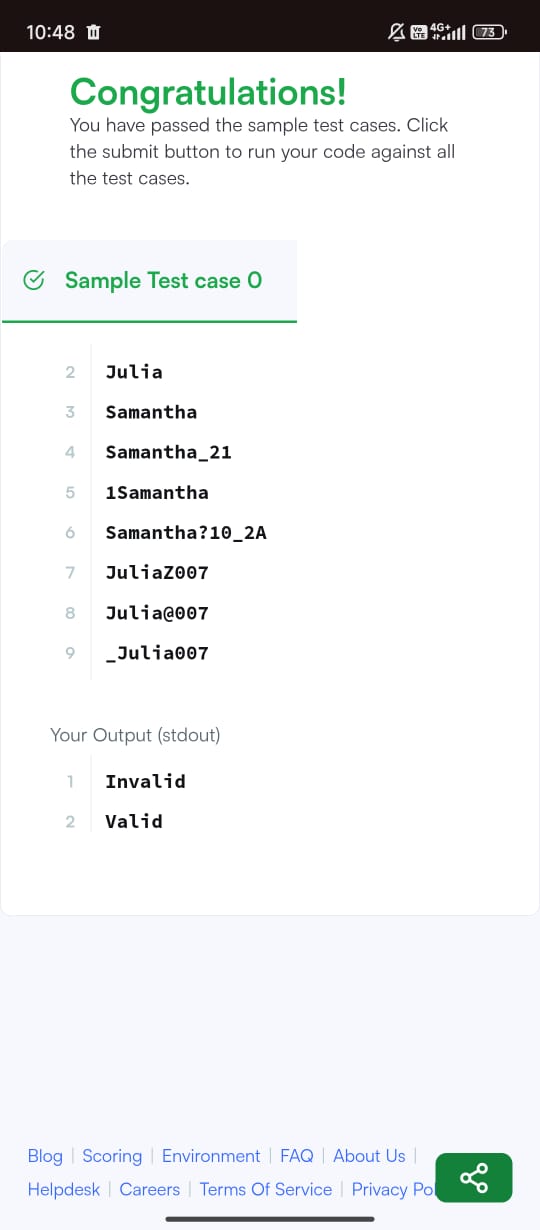 10:48
Vo LTE 4G+ 73
Congratulations!
You have passed the sample test cases. Click
the submit button to run your code against all
the test cases.
Sample Test case 0
2 Julia
3 Samantha
4 Samantha_21
5 1Samantha
6 Samantha?10_2A
7 JuliaZ007
8 Julia@007
9 _Julia007
Your Output (stdout)
1 Invalid
2 Valid
Blog | Scoring | Environment | FAQ | About Us |
Helpdesk | Careers | Terms Of Service | Privacy Po